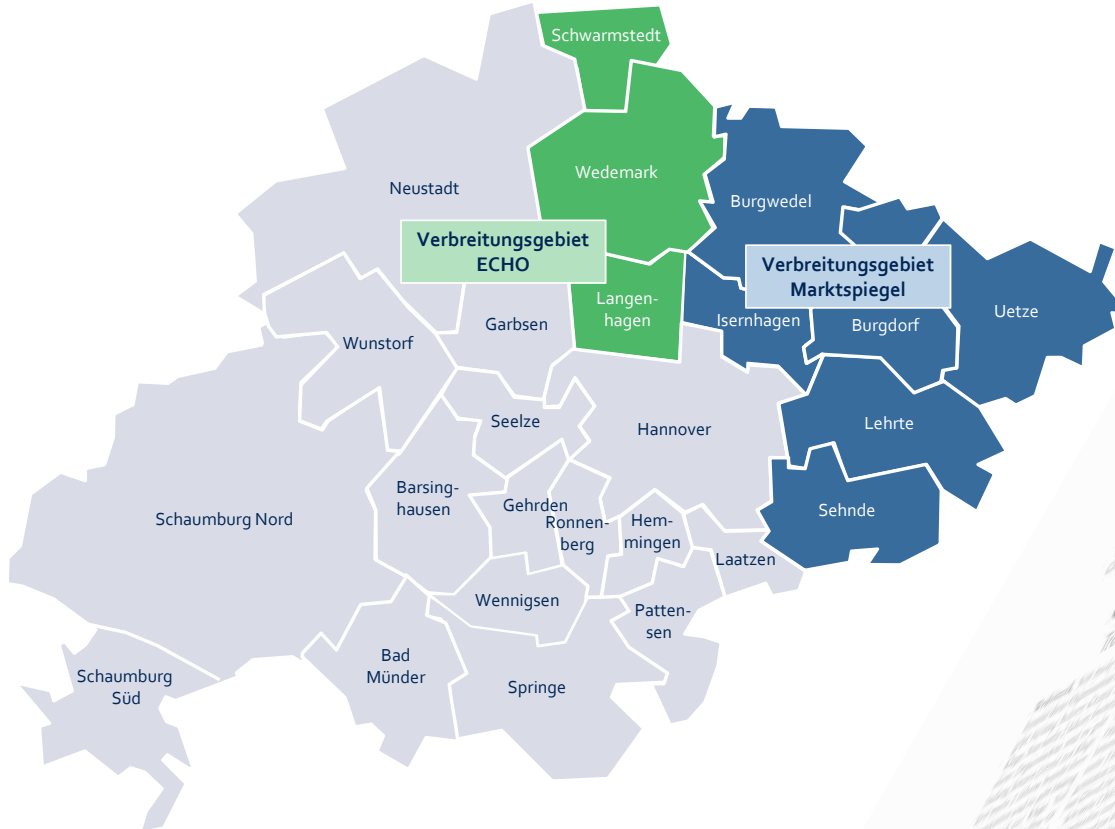 Schwarmstedt
Wedemark
Neustadt
Burgwedel
Verbreitungsgebiet
ECHO
Verbreitungsgebiet
Marktspiegel
Langen-
hagen
Isernhagen
Uetze
Garbsen
Burgdorf
Wunstorf
Seelze
Hannover
Lehrte
Barsing-
hausen
Gehrden
Schaumburg Nord
Ronnen-
berg
Hem-
mingen
Sehnde
Laatzen
Wennigsen
Patten-
sen
Bad
Münder
Schaumburg
Süd
Springe